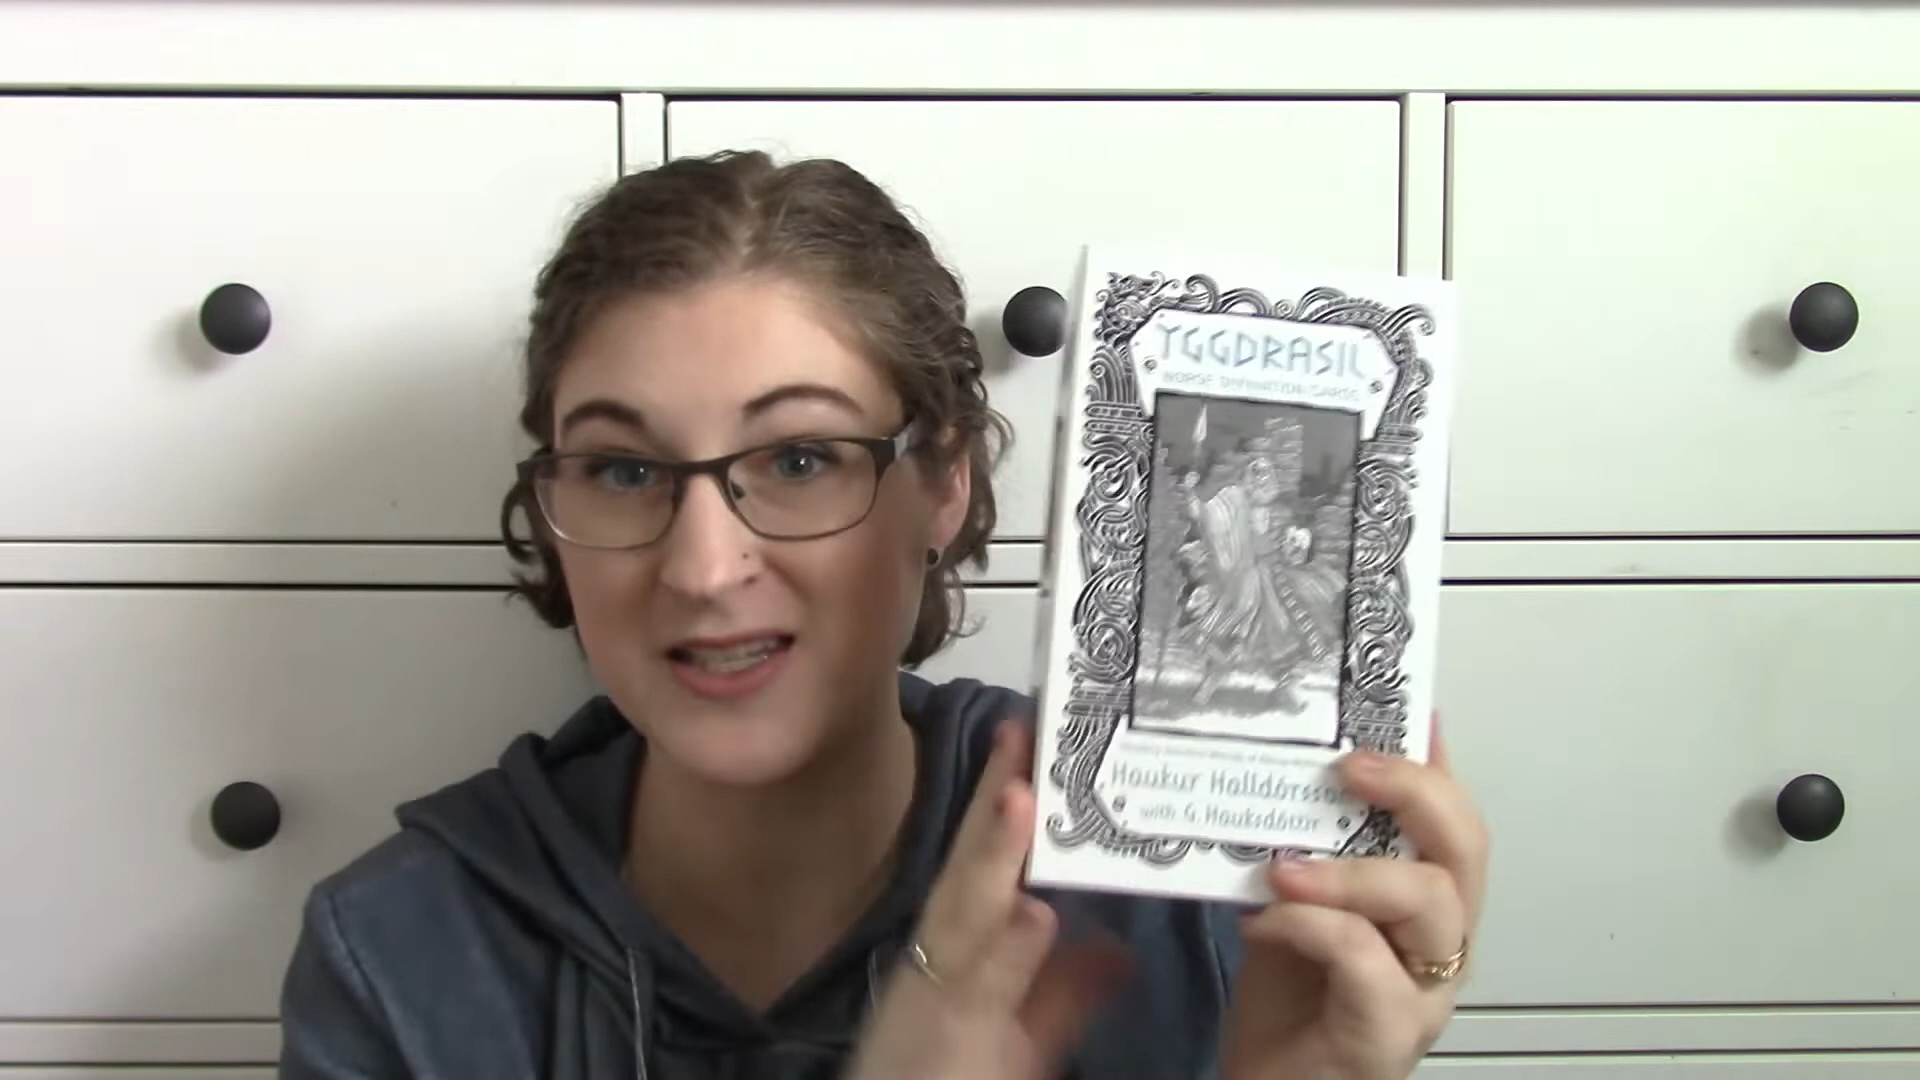 YGGDRASIL
NORSE DIVINATION CARDS
Haukur Halldórsson
with G. Hauksdóttir